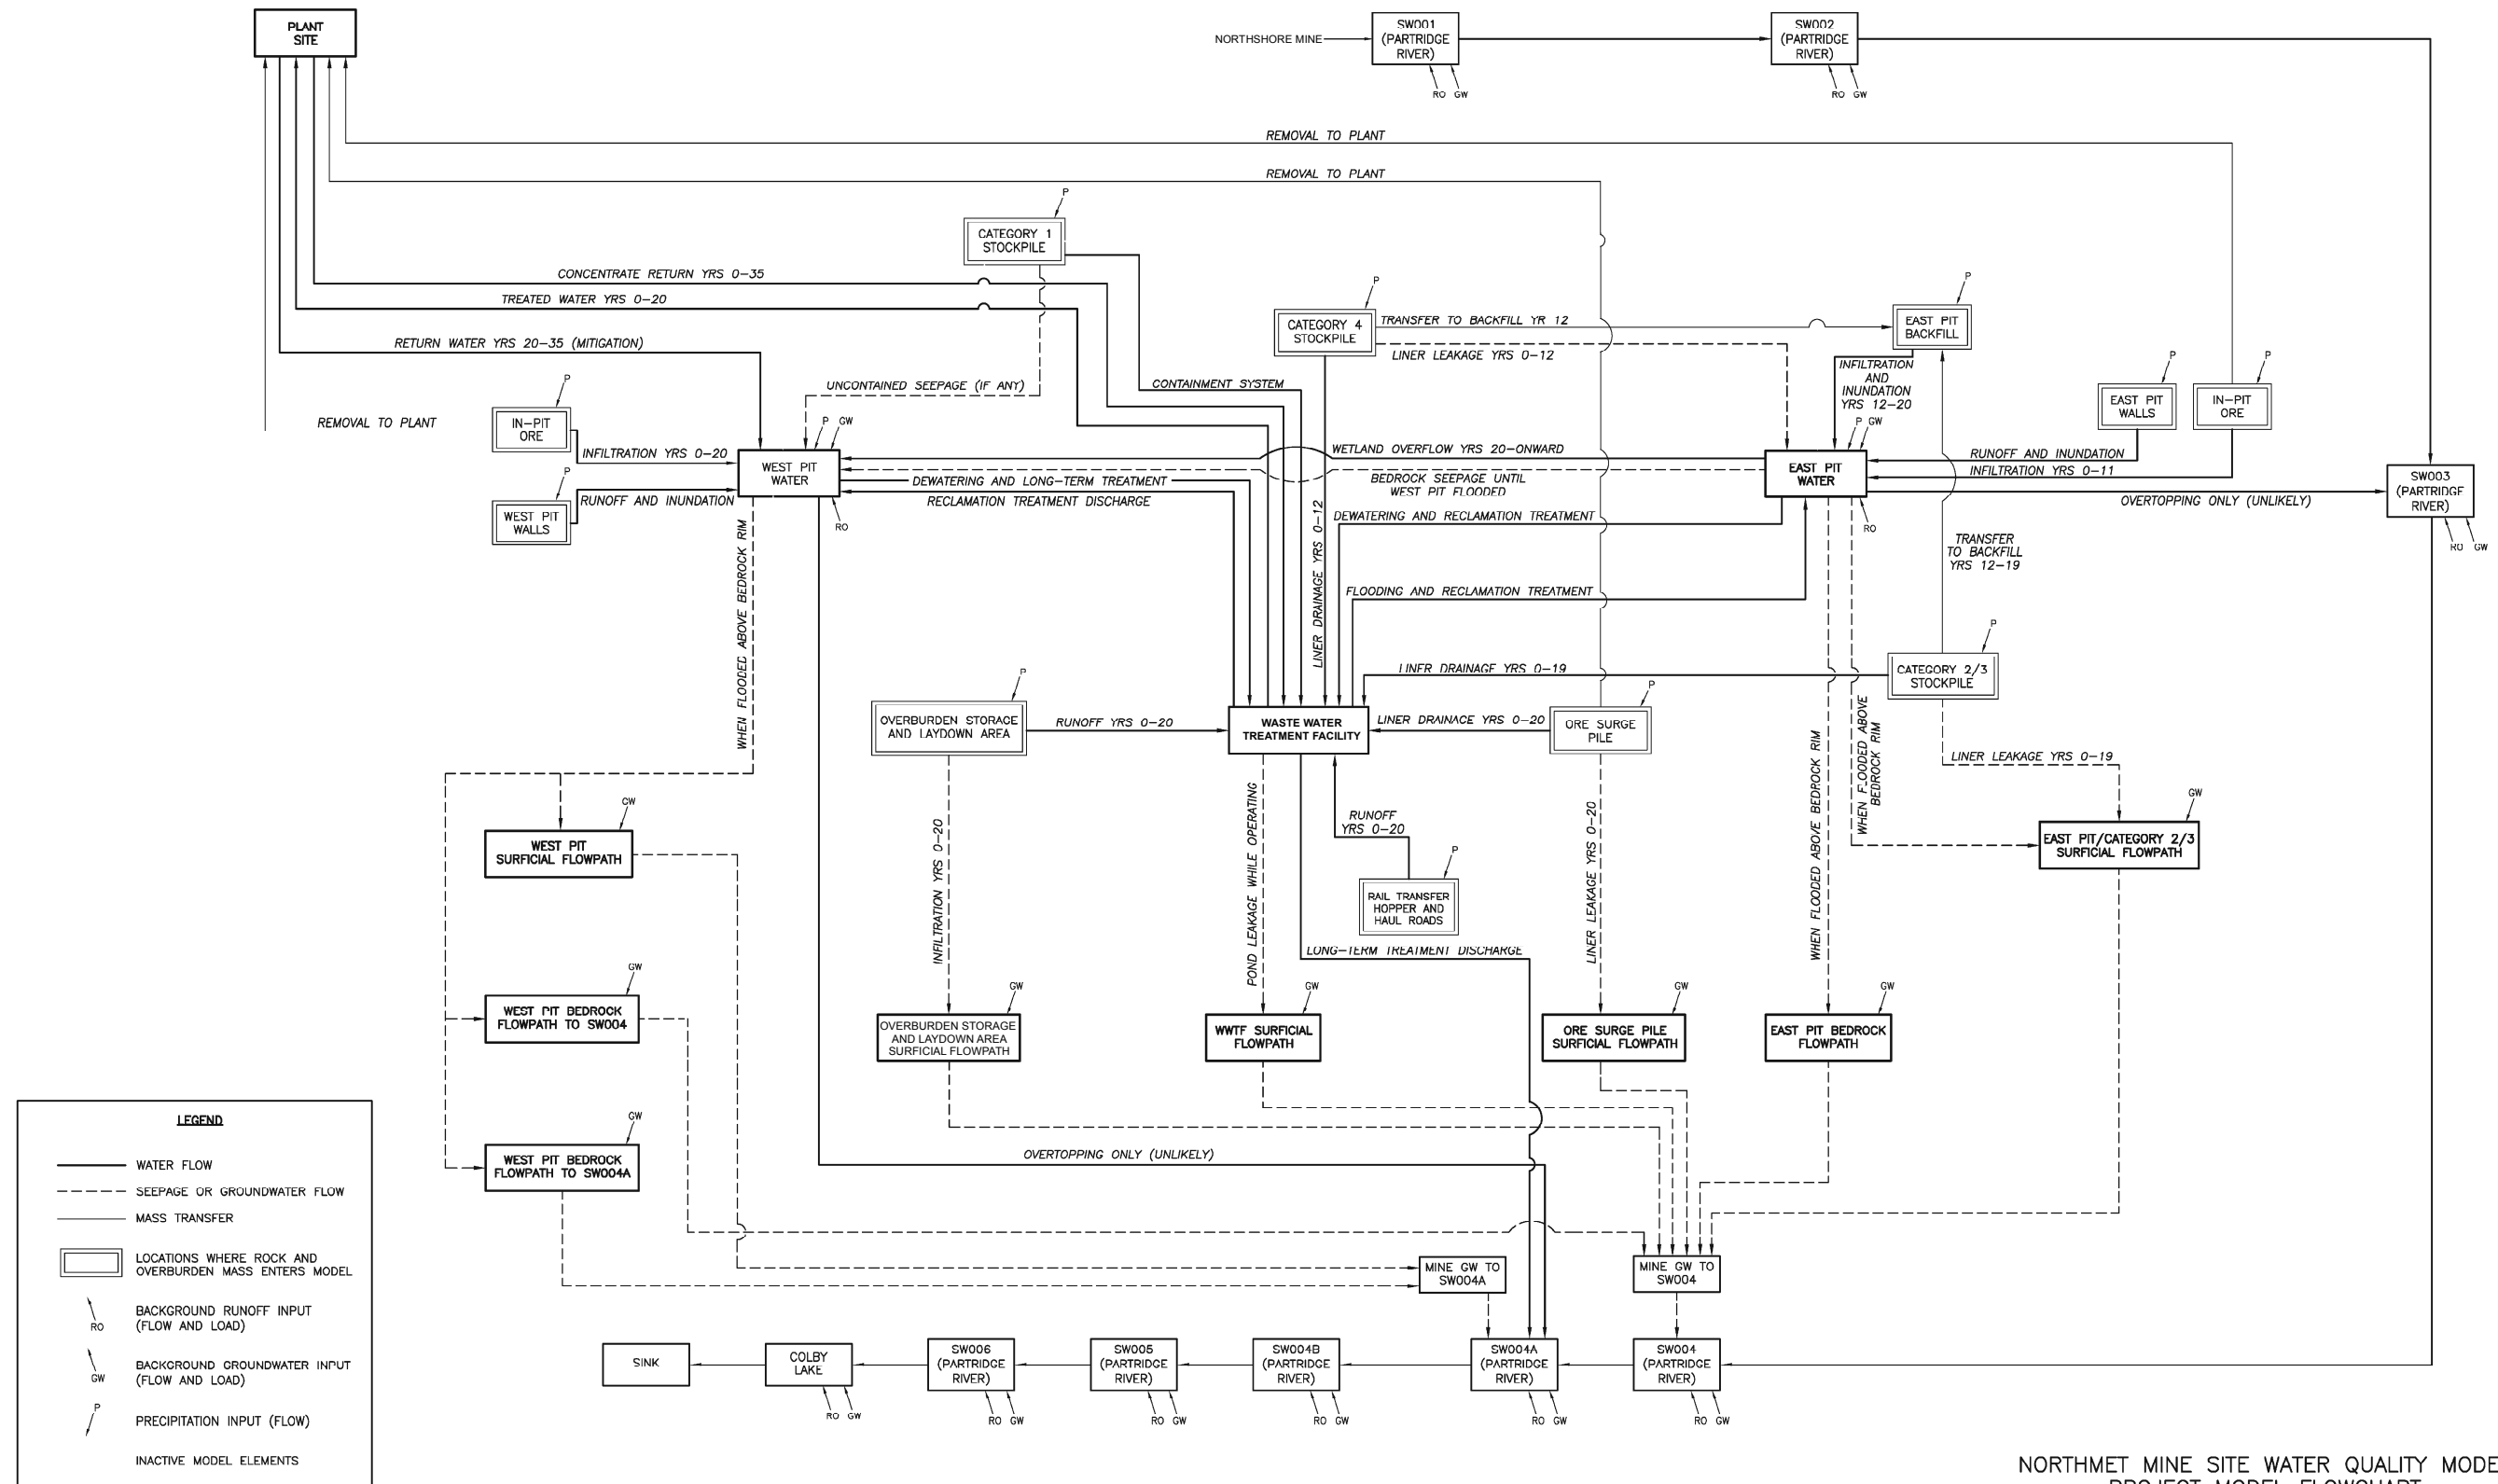 PLANT
SITE
NORTHSHORE MINE
SW001
(PARTRIDGE
RIVER)
RO GW
SW002
(PARTRIDGE
RIVER)
RO GW
REMOVAL TO PLANT
REMOVAL TO PLANT
P
CATEGORY 1
STOCKPILE
CONCENTRATE RETURN YRS 0-35
TREATED WATER YRS 0-20
RETURN WATER YRS 20-35 (MITIGATION)
P
CATEGORY 4
STOCKPILE
TRANSFER TO BACKFILL YR 12
LINER LEAKAGE YRS 0-12
P
EAST PIT
BACKFILL
INFILTRATION
AND
INUNDATION
YRS 12-20
UNCONTAINED SEEPAGE (IF ANY)
CONTAINMENT SYSTEM
REMOVAL TO PLANT
P
IN-PIT
ORE
INFILTRATION YRS 0-20
P
WEST PIT
WALLS
RUNOFF AND INUNDATION
P GW
WEST PIT
WATER
RO
P
EAST PIT
WALLS
P
IN-PIT
ORE
WETLAND OVERFLOW YRS 20-ONWARD
BEDROCK SEEPAGE UNTIL
WEST PIT FLOODED
DEWATERING AND LONG-TERM TREATMENT
RECLAMATION TREATMENT DISCHARGE
P GW
EAST PIT
WATER
RO
RUNOFF AND INUNDATION
INFILTRATION YRS 0-11
OVERTOPPING ONLY (UNLIKELY)
SW003
(PARTRIDGE
RIVER)
RO GW
DEWATERING AND RECLAMATION TREATMENT
FLOODING AND RECLAMATION TREATMENT
LINER DRAINAGE YRS 0-12
TRANSFER
TO BACKFILL
YRS 12-19
WHEN FLOODED ABOVE BEDROCK RIM
LINER DRAINAGE YRS 0-19
P
CATEGORY 2/3
STOCKPILE
P
OVERBURDEN STORAGE
AND LAYDOWN AREA
RUNOFF YRS 0-20
WASTE WATER
TREATMENT FACILITY
LINER DRAINACE YRS 0-20
P
ORE SURGE
PILE
LINER LEAKAGE YRS 0-19
WHEN FLOODED ABOVE BEDROCK RIM
WHEN FLOODED ABOVE
BEDROCK RIM
GW
WEST PIT
SURFICIAL FLOWPATH
INFILTRATION YRS 0-20
POND LEAKAGE WHILE OPERATING
RUNOFF
YRS 0-20
P
RAIL TRANSFER
HOPPER AND
HAUL ROADS
LINER LEAKAGE YRS 0-20
GW
EAST PIT/CATEGORY 2/3
SURFICIAL FLOWPATH
LONG-TERM TREATMENT DISCHARGE
GW
WEST PIT BEDROCK
FLOWPATH TO SW004
GW
OVERBURDEN STORAGE
AND LAYDOWN AREA
SURFICIAL FLOWPATH
GW
WWTF SURFICIAL
FLOWPATH
GW
ORE SURGE PILE
SURFICIAL FLOWPATH
GW
EAST PIT BEDROCK
FLOWPATH
GW
WEST PIT BEDROCK
FLOWPATH TO SW004A
OVERTOPPING ONLY (UNLIKELY)
MINE GW TO
SW004A
MINE GW TO
SW004
SINK
COLBY
LAKE
RO GW
SW006
(PARTRIDGE
RIVER)
RO GW
SW005
(PARTRIDGE
RIVER)
RO GW
SW004B
(PARTRIDGE
RIVER)
RO GW
SW004A
(PARTRIDGE
RIVER)
RO GW
SW004
(PARTRIDGE
RIVER)
RO GW
LEGEND
WATER FLOW
SEEPAGE OR GROUNDWATER FLOW
MASS TRANSFER
LOCATIONS WHERE ROCK AND
OVERBURDEN MASS ENTERS MODEL
RO
BACKGROUND RUNOFF INPUT
(FLOW AND LOAD)
GW
BACKGROUND GROUNDWATER INPUT
(FLOW AND LOAD)
P
PRECIPITATION INPUT (FLOW)
INACTIVE MODEL ELEMENTS
NORTHMET MINE SITE WATER QUALITY MODE
PROJECT MODEL FLOWCHART